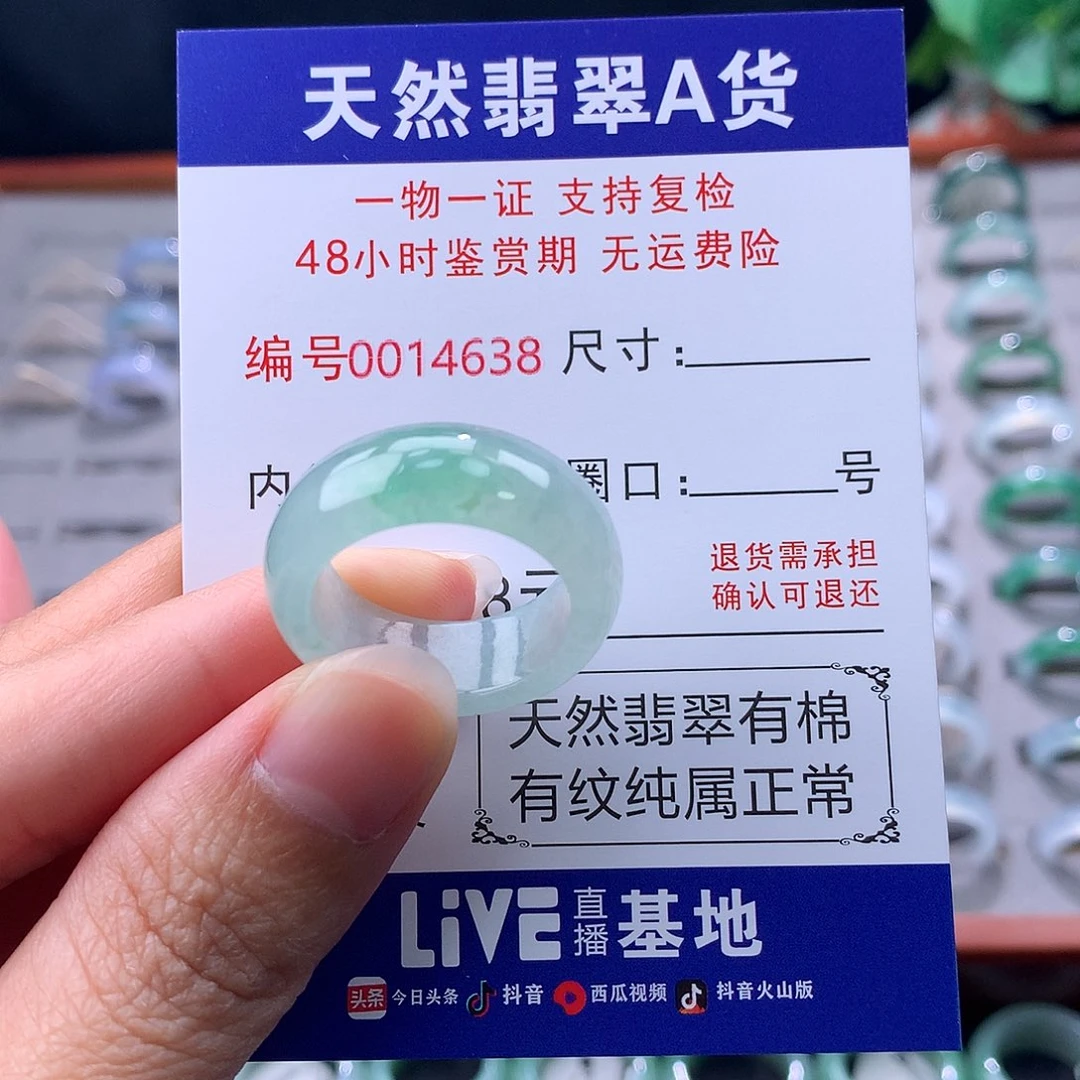 天然翡翠A货
一物一证 支持复检
48小时鉴赏期 无运费险
编号0014638 尺寸:
内 圈口: 号
8元
退货需承担
确认可退还
天然翡翠有棉
有纹纯属正常
LiVE 直播 基地
头条 今日头条 抖音 西瓜视频 抖音火山版